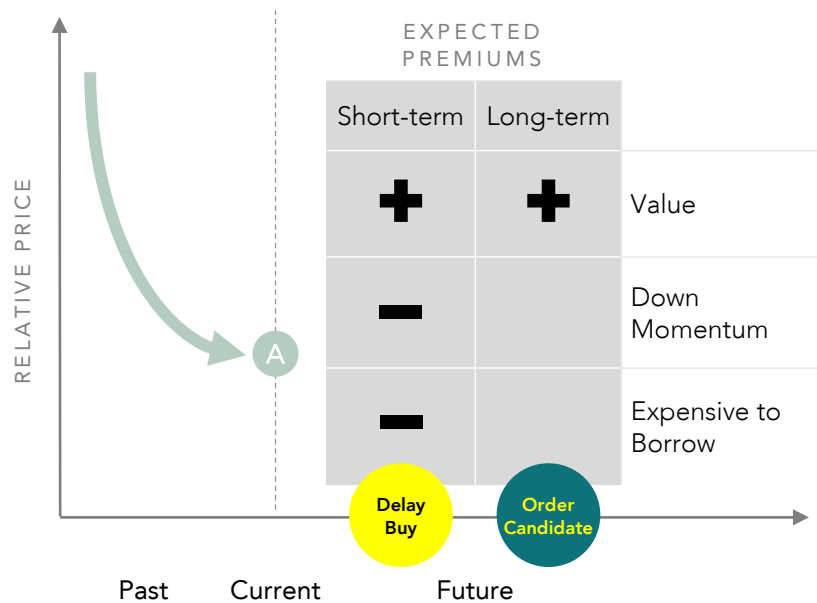 EXPECTED
PREMIUMS
Short-term
Long-term
RELATIVE PRICE
Value
Down
Momentum
A
Expensive to
Borrow
Delay
Buy
Order
Candidate
Past
Current
Future